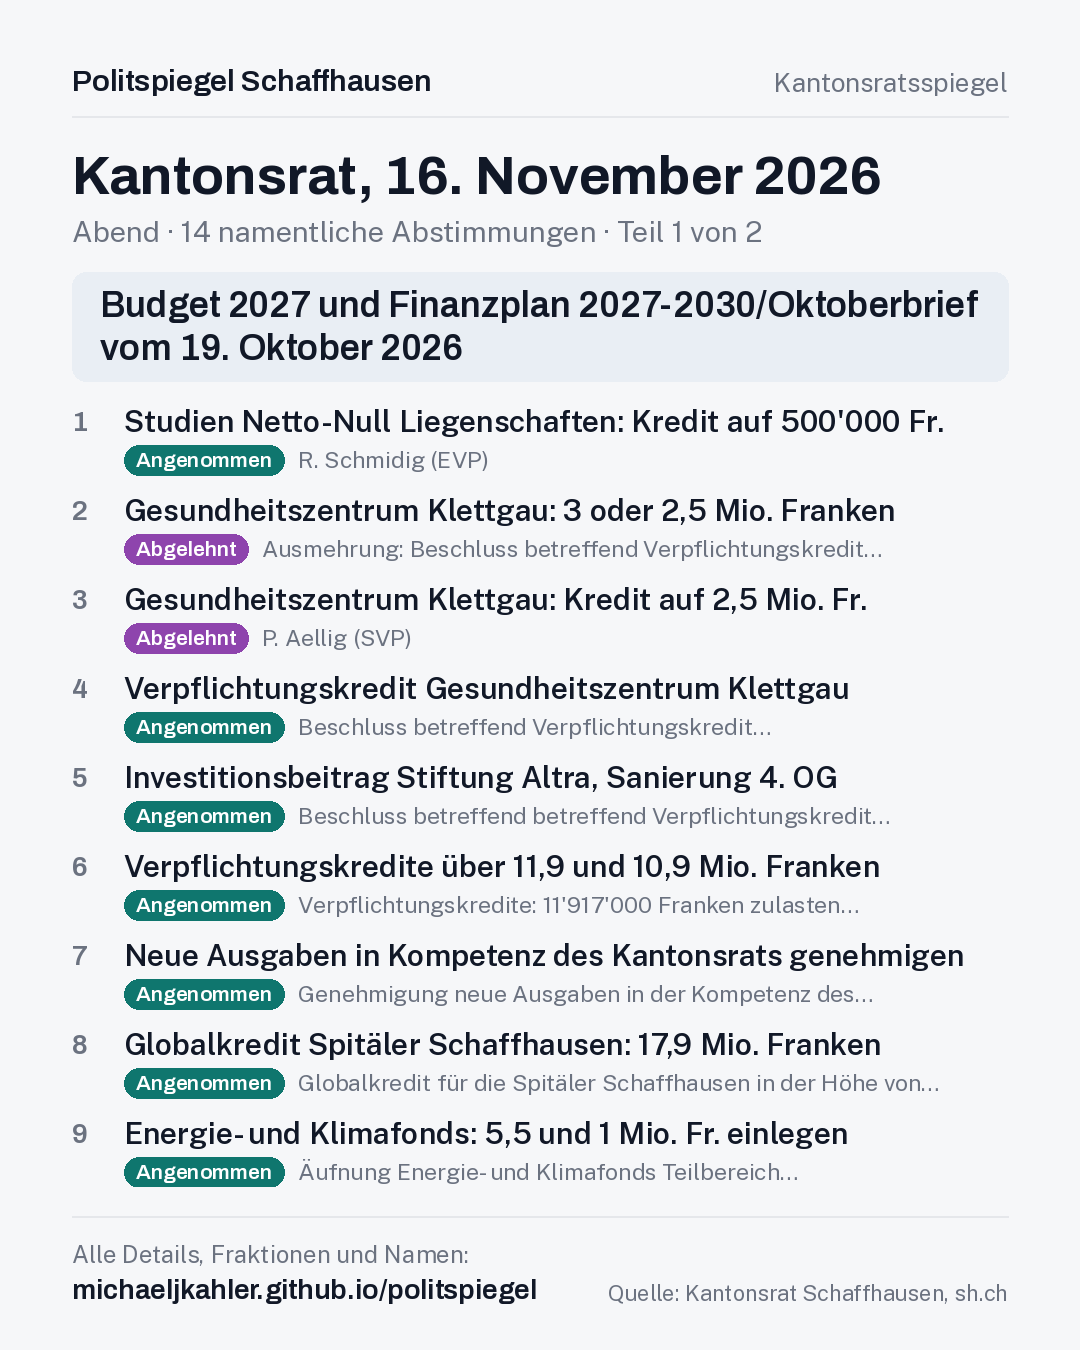 Politspiegel Schaffhausen
Kantonsratsspiegel
Kantonsrat, 16. November 2026
Abend · 14 namentliche Abstimmungen · Teil 1 von 2
Budget 2027 und Finanzplan 2027-2030/Oktoberbrief
vom 19. Oktober 2026
1 Studien Netto-Null Liegenschaften: Kredit auf 500'000 Fr.
Angenommen R. Schmidig (EVP)
2 Gesundheitszentrum Klettgau: 3 oder 2,5 Mio. Franken
Abgelehnt Ausmehrung: Beschluss betreffend Verpflichtungskredit...
3 Gesundheitszentrum Klettgau: Kredit auf 2,5 Mio. Fr.
Abgelehnt P. Aellig (SVP)
4 Verpflichtungskredit Gesundheitszentrum Klettgau
Angenommen Beschluss betreffend Verpflichtungskredit...
5 Investitionsbeitrag Stiftung Altra, Sanierung 4. OG
Angenommen Beschluss betreffend betreffend Verpflichtungskredit...
6 Verpflichtungskredite über 11,9 und 10,9 Mio. Franken
Angenommen Verpflichtungskredite: 11'917'000 Franken zulasten...
7 Neue Ausgaben in Kompetenz des Kantonsrats genehmigen
Angenommen Genehmigung neue Ausgaben in der Kompetenz des...
8 Globalkredit Spitäler Schaffhausen: 17,9 Mio. Franken
Angenommen Globalkredit für die Spitäler Schaffhausen in der Höhe von...
9 Energie- und Klimafonds: 5,5 und 1 Mio. Fr. einlegen
Angenommen Äufnung Energie- und Klimafonds Teilbereich...
Alle Details, Fraktionen und Namen:
michaeljkahler.github.io/politspiegel
Quelle: Kantonsrat Schaffhausen, sh.ch